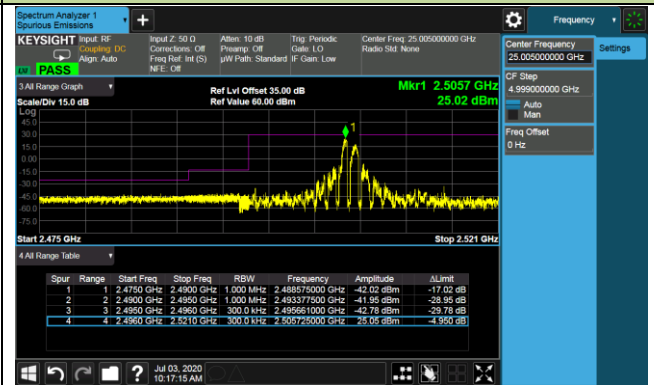 Spectrum Analyzer 1
Spurious Emissions
Frequency
KEYSIGHT Input: RF
Coupling: DC
Align: Auto
Input Z: 50 Ω
Corrections: Off
Freq Ref: Int (S)
NFE: Off
Atten: 10 dB
Preamp: Off
µW Path: Standard
Trig: Periodic
Gate: LO
IF Gain: Low
Center Freq: 25.005000000 GHz
Radio Std: None
PASS
Center Frequency
25.005000000 GHz
Settings
CF Step
4.999000000 GHz
Auto
Man
Freq Offset
0 Hz
3 All Range Graph
Scale/Div 15.0 dB
Ref Lvl Offset 35.00 dB
Ref Value 60.00 dBm
Mkr1 2.5057 GHz
25.02 dBm
Log
45.0
30.0
15.0
0.00
-15.0
-30.0
-45.0
-60.0
-75.0
1
Start 2.475 GHz
Stop 2.521 GHz
4 All Range Table
Spur Range Start Freq Stop Freq RBW Frequency Amplitude ΔLimit
1 1 2.4750 GHz 2.4900 GHz 1.000 MHz 2.488575000 GHz -42.02 dBm -17.02 dB
2 2 2.4900 GHz 2.4950 GHz 1.000 MHz 2.493377500 GHz -41.95 dBm -28.95 dB
3 3 2.4950 GHz 2.4960 GHz 300.0 kHz 2.495661000 GHz -42.78 dBm -29.78 dB
4 4 2.4960 GHz 2.5210 GHz 300.0 kHz 2.505725000 GHz 25.05 dBm -4.950 dB
?
Jul 03, 2020
10:17:15 AM